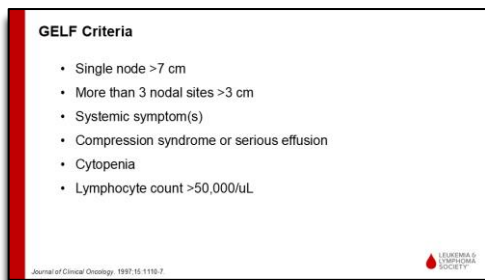 GELF Criteria
• Single node >7 cm
• More than 3 nodal sites >3 cm
• Systemic symptom(s)
• Compression syndrome or serious effusion
• Cytopenia
• Lymphocyte count >50,000/uL
Journal of Clinical Oncology. 1997;15:1110-7.
LEUKEMIA &
LYMPHOMA
SOCIETY